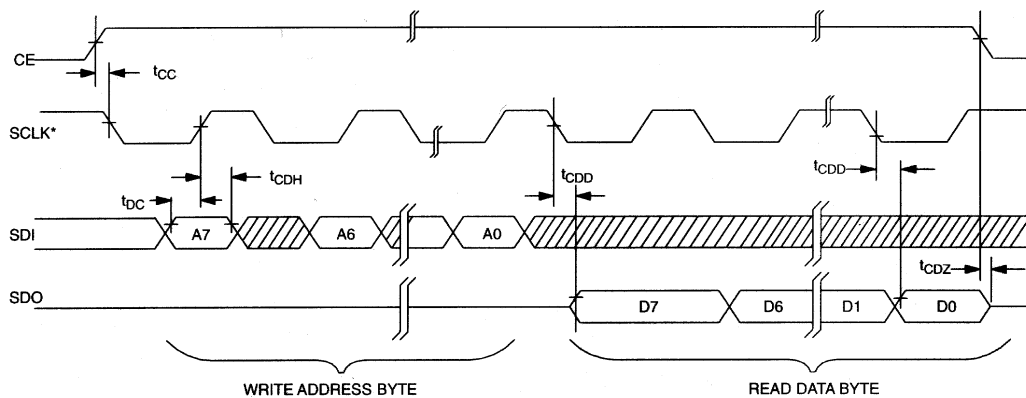 CE
tCC
SCLK*
tCDH
tCDD
tCDD
tDC
SDI
A7
A6
A0
tCDZ
SDO
D7
D6
D1
D0
WRITE ADDRESS BYTE
READ DATA BYTE